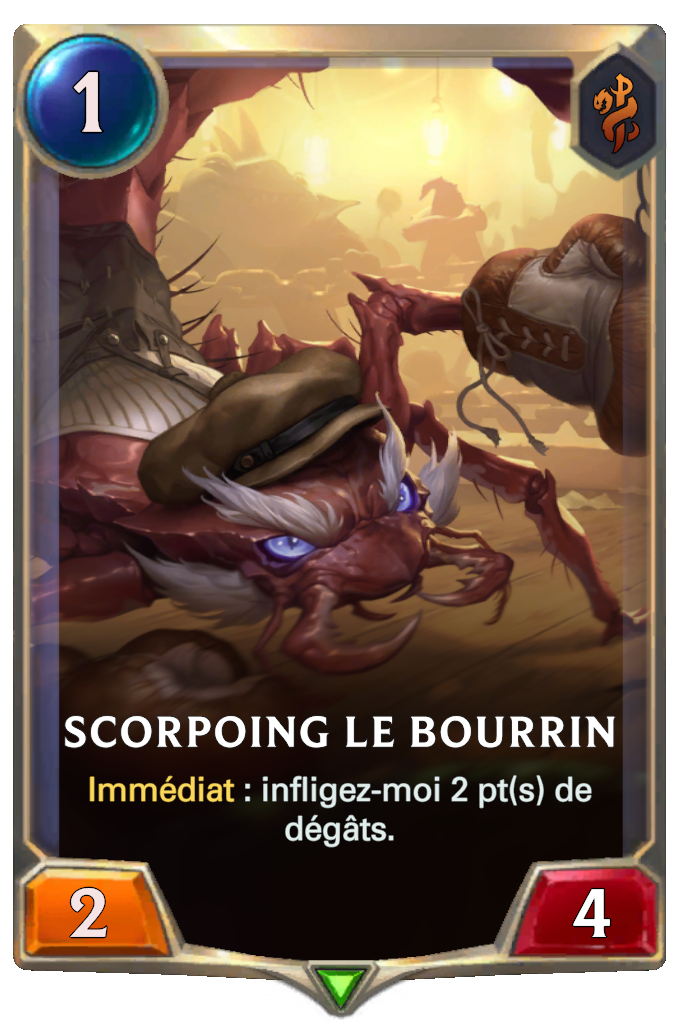 1
SCORPOING LE BOURRIN
Immédiat : infligez-moi 2 pt(s) de
dégâts.
2
4